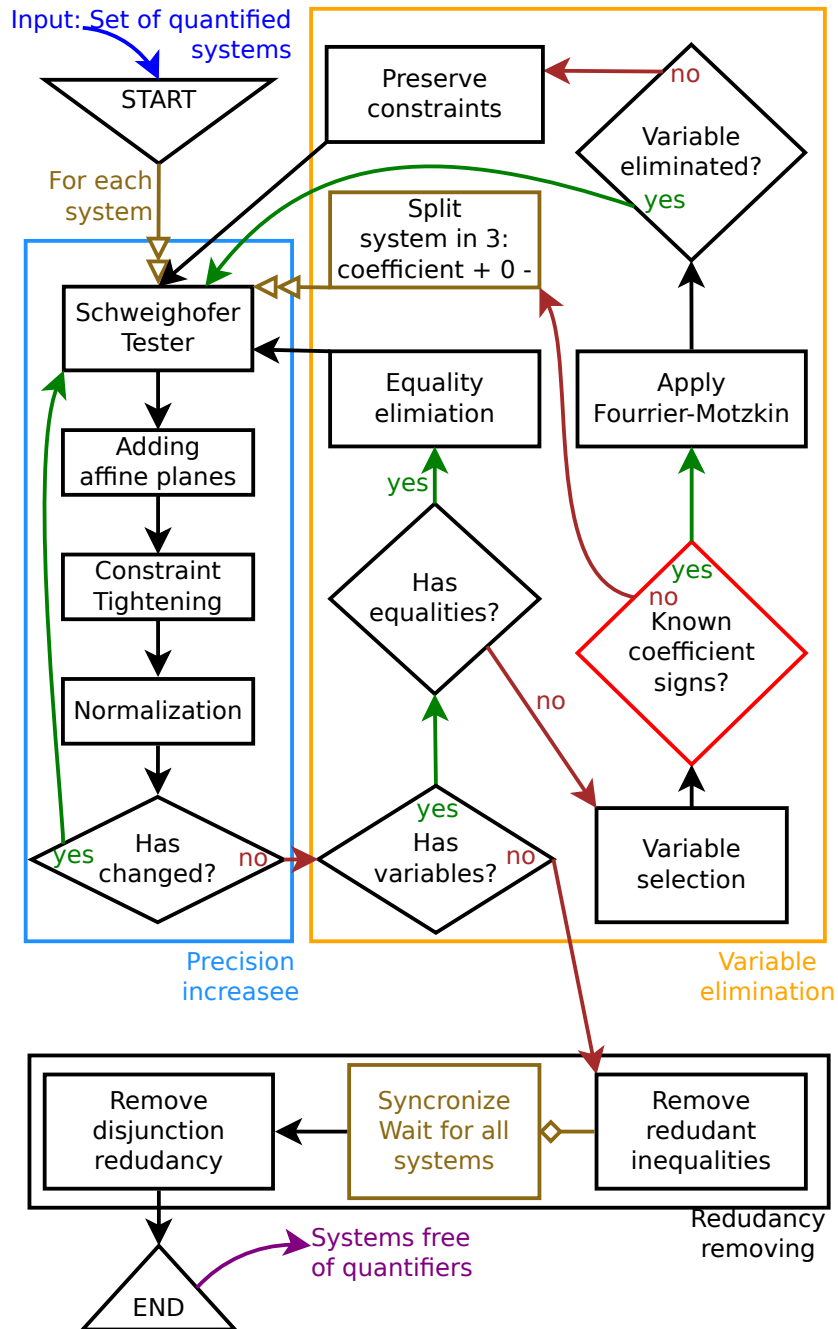 Input: Set of quantified
systems
START
For each
system
Preserve
constraints
no
Variable
eliminated?
yes
Split
system in 3:
coefficient + 0 -
Schweighofer
Tester
Equality
elimiation
Apply
Fourrier-Motzkin
Adding
affine planes
yes
yes
no
Constraint
Tightening
Has
equalities?
Known
coefficient
signs?
Normalization
no
yes
Has
changed?
no
yes
Has
variables?
no
Variable
selection
Precision
increasee
Variable
elimination
Remove
disjunction
redudancy
Syncronize
Wait for all
systems
Remove
redudant
inequalities
Redudancy
removing
Systems free
of quantifiers
END